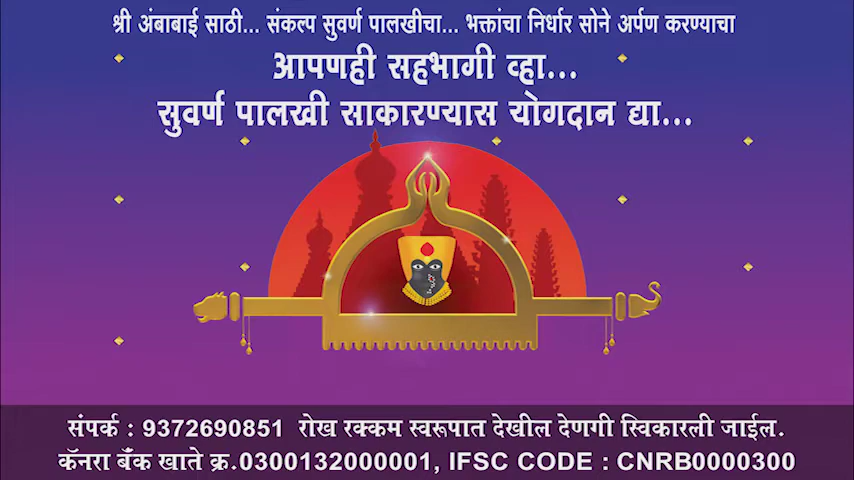 श्री अंबाबाई साठी... संकल्प सुवर्ण पालखीचा... भक्तांचा निर्धार सोने अर्पण करण्याचा
आपणही सहभागी व्हा...
सुवर्ण पालखी साकारण्यास योगदान द्या...
संपर्क : 9372690851 रोख रक्कम स्वरूपात देखील देणगी स्विकारली जाईल.
कॅनरा बँक खाते क्र.0300132000001, IFSC CODE : CNRB0000300